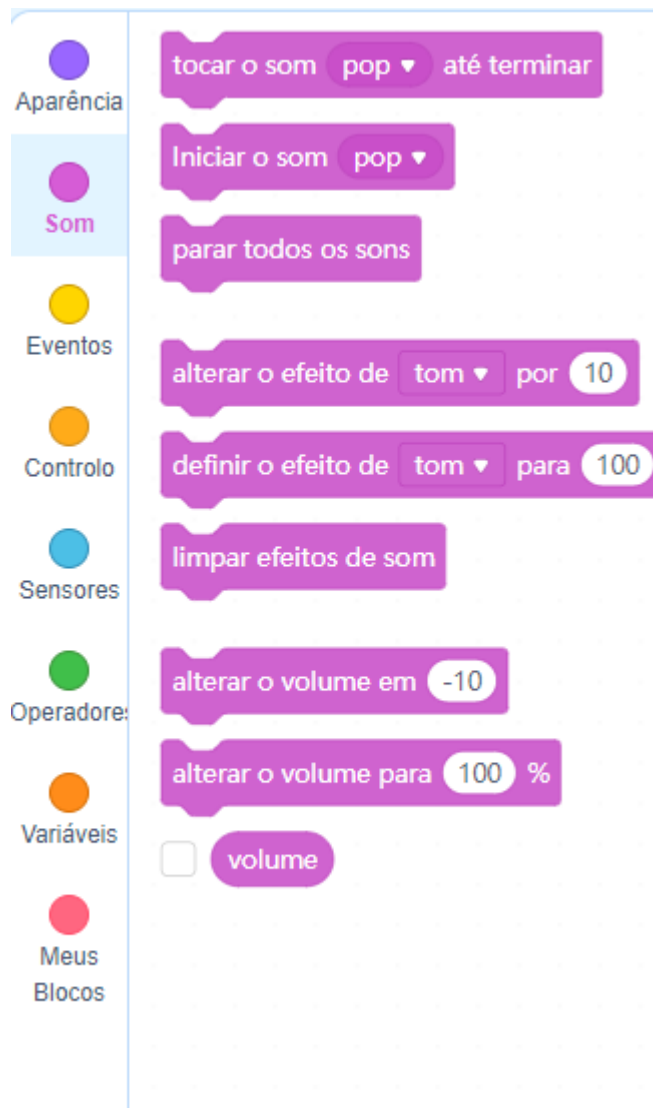 Aparência
Som
Eventos
Controlo
Sensores
Operadores
Variáveis
Meus
Blocos
tocar o som pop até terminar
Iniciar o som pop
parar todos os sons
alterar o efeito de tom por 10
definir o efeito de tom para 100
limpar efeitos de som
alterar o volume em -10
alterar o volume para 100 %
volume